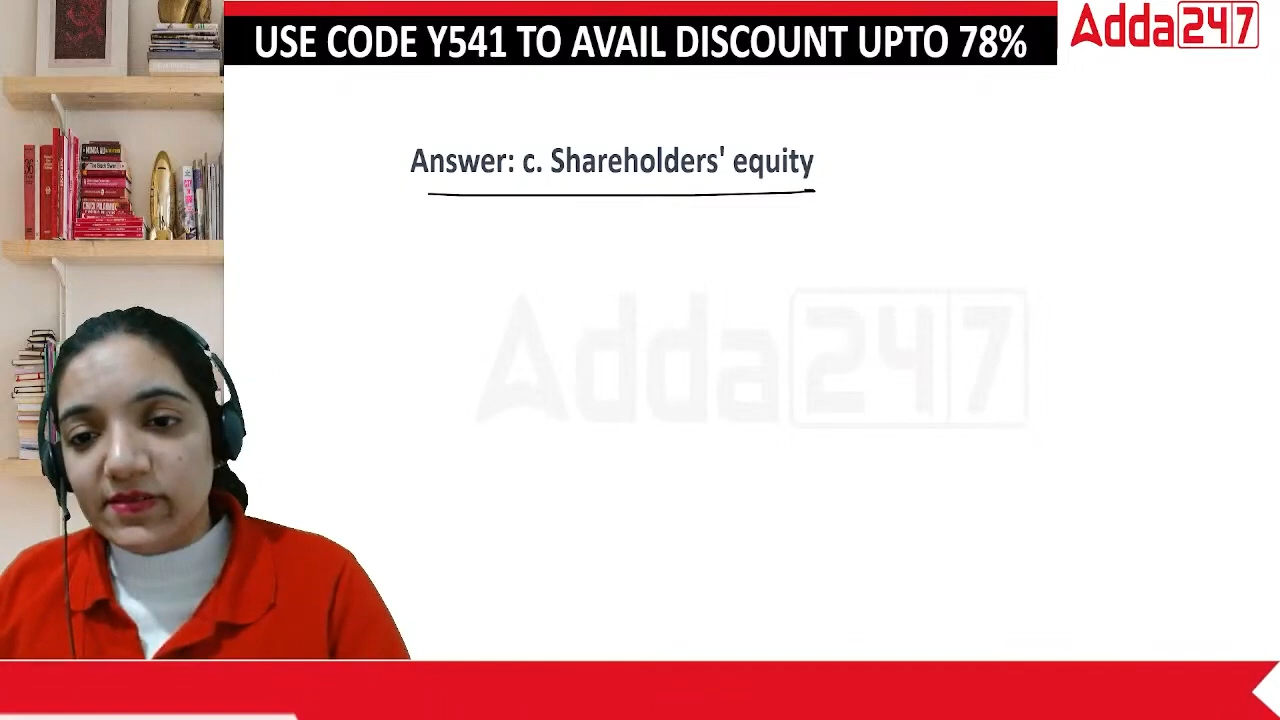 USE CODE Y541 TO AVAIL DISCOUNT UPTO 78%
Adda247
Answer: c. Shareholders' equity
Adda247